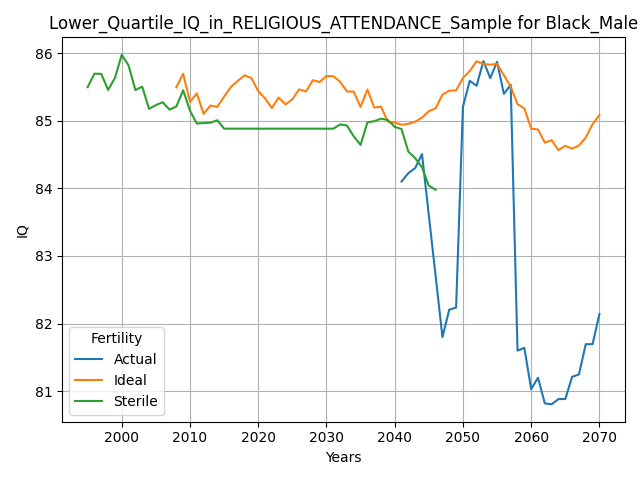 Lower_Quartile_IQ_in_RELIGIOUS_ATTENDANCE_Sample for Black_Male
86
85
84
83
82
81
IQ
Fertility
Actual
Ideal
Sterile
2000 2010 2020 2030 2040 2050 2060 2070
Years